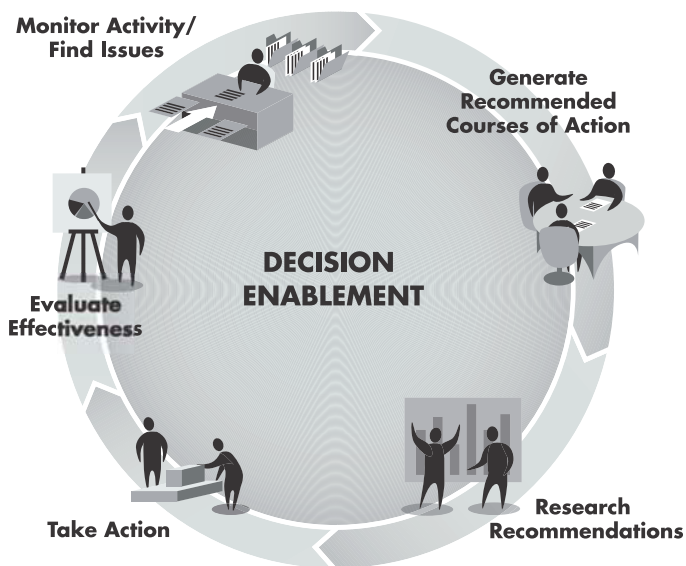 Monitor Activity/
Find Issues
Generate
Recommended
Courses of Action
DECISION
ENABLEMENT
Evaluate
Effectiveness
Research
Recommendations
Take Action